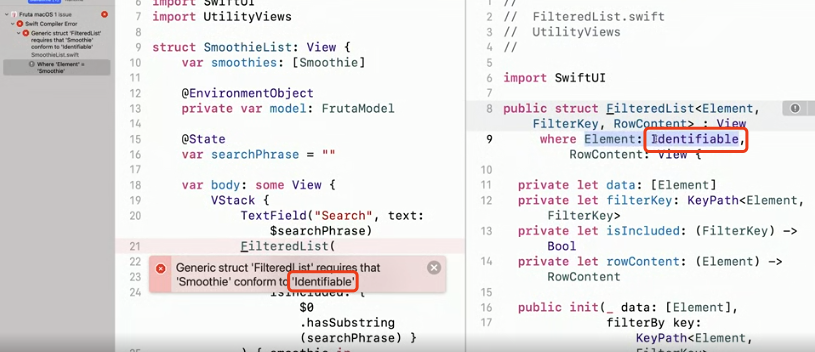 Fruta macOS 1 issue
Swift Compiler Error
Generic struct 'FilteredList'
requires that 'Smoothie'
conform to 'Identifiable'
SmoothieList.swift
Where 'Element' =
'Smoothie'
6 import SwiftUI
7 import UtilityViews
8
9 struct SmoothieList: View {
10 var smoothies: [Smoothie]
11
12 @EnvironmentObject
13 private var model: FrutaModel
14
15 @State
16 var searchPhrase = ""
17
18 var body: some View {
19 VStack {
20 TextField("Search", text:
$searchPhrase)
21 FilteredList(
22
Generic struct 'FilteredList' requires that
23
'Smoothie' conform to 'Identifiable'
24 isIncluded: {
$0
.hasSubstring
(searchPhrase) }
25 ) { smoothie in
1 //
2 // FilteredList.swift
3 // UtilityViews
4 //
5
6 import SwiftUI
7
8 public struct FilteredList<Element,
FilterKey, RowContent> : View
9 where Element: Identifiable,
RowContent: View {
10
11 private let data: [Element]
12 private let filterKey: KeyPath<Element,
FilterKey>
13 private let isIncluded: (FilterKey) ->
Bool
14 private let rowContent: (Element) ->
RowContent
15
16 public init(_ data: [Element],
17 filterBy key:
KeyPath<Element,
FilterKey>